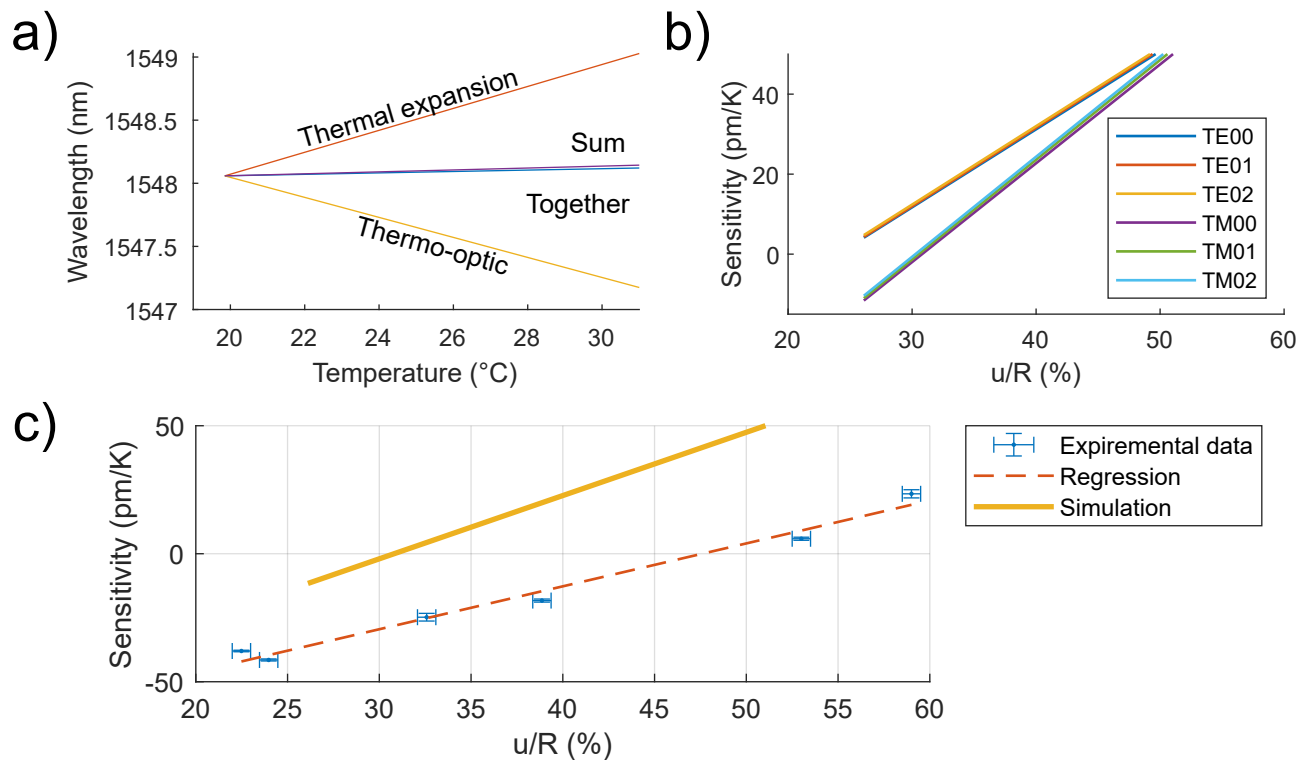 a)
1549
1548.5
1548
1547.5
1547
Wavelength (nm)
Thermal expansion
Sum
Together
Thermo-optic
20 22 24 26 28 30
Temperature (°C)
b)
40
20
0
Sensitivity (pm/K)
TE00
TE01
TE02
TM00
TM01
TM02
20 30 40 50 60
u/R (%)
c)
50
0
-50
Sensitivity (pm/K)
20 25 30 35 40 45 50 55 60
u/R (%)
Expiremental data
Regression
Simulation